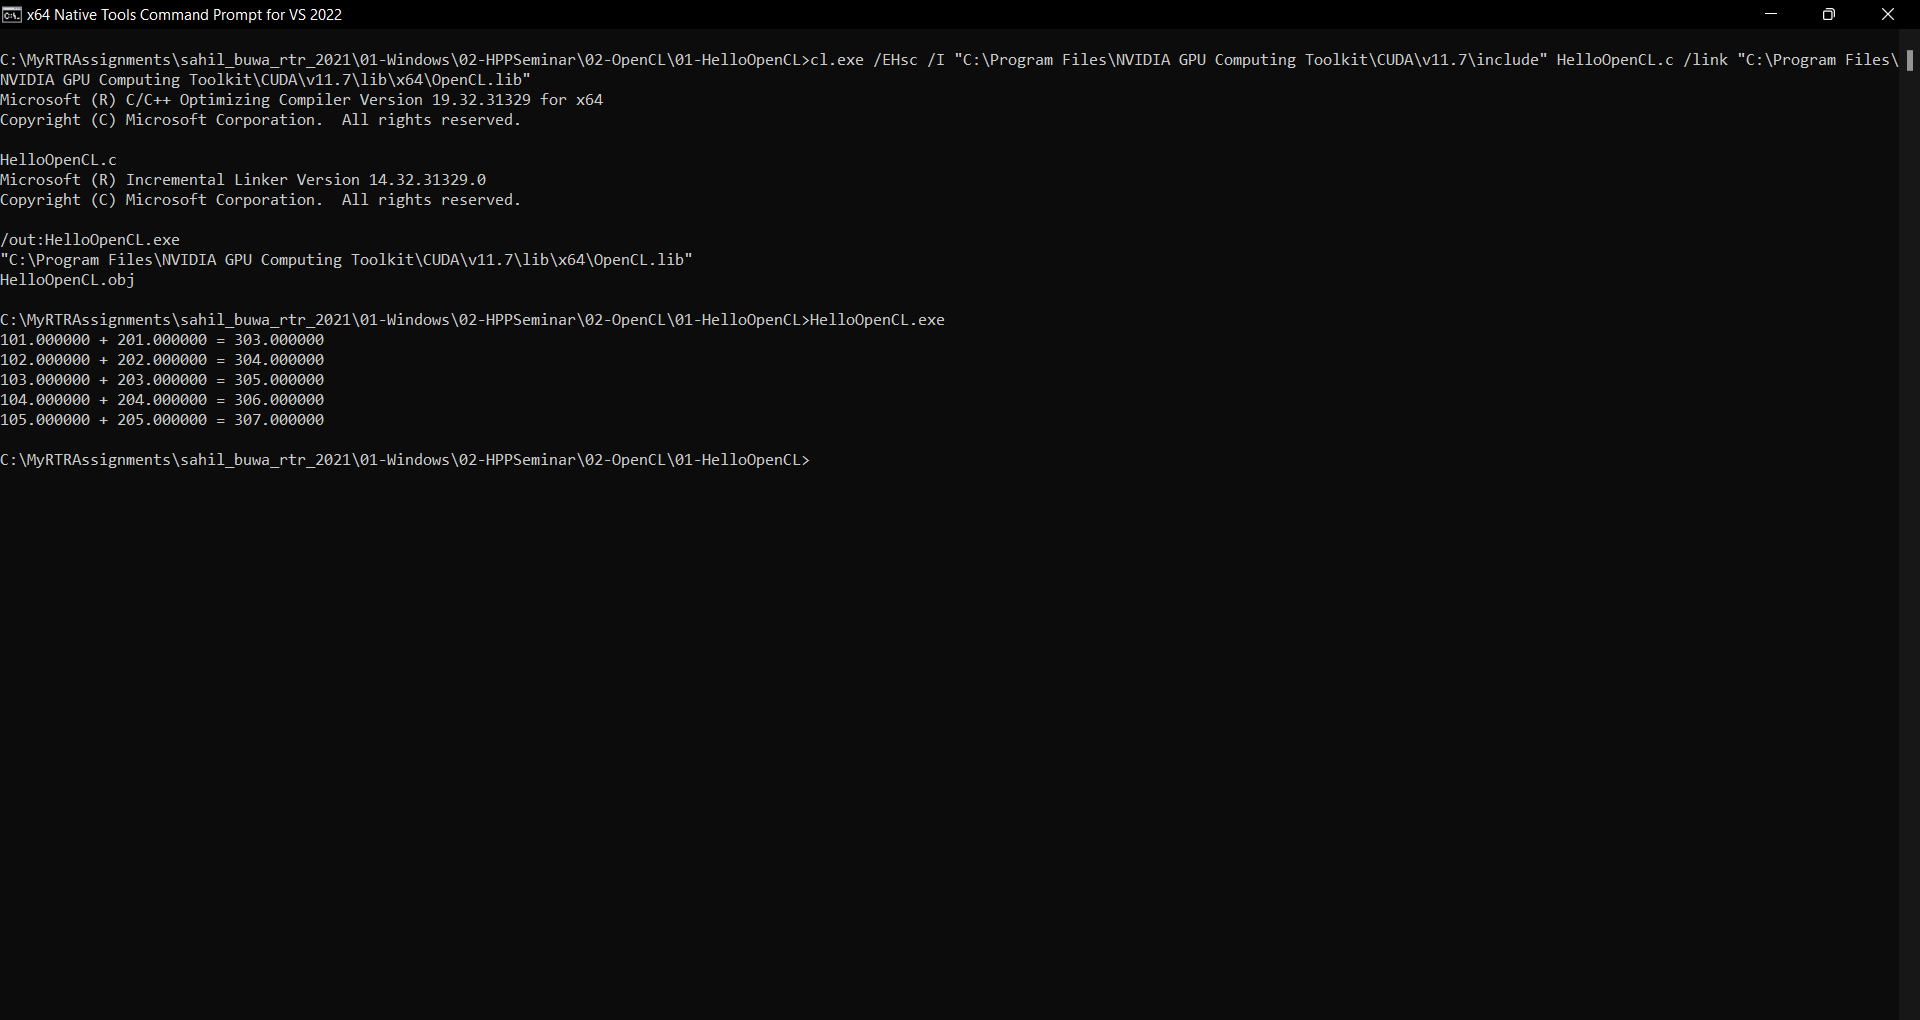 x64 Native Tools Command Prompt for VS 2022
C:\MyRTRAssignments\sahil_buwa_rtr_2021\01-Windows\02-HPPSeminar\02-OpenCL\01-HelloOpenCL>cl.exe /EHsc /I "C:\Program Files\NVIDIA GPU Computing Toolkit\CUDA\v11.7\include" HelloOpenCL.c /link "C:\Program Files\
NVIDIA GPU Computing Toolkit\CUDA\v11.7\lib\x64\OpenCL.lib"
Microsoft (R) C/C++ Optimizing Compiler Version 19.32.31329 for x64
Copyright (C) Microsoft Corporation.  All rights reserved.
HelloOpenCL.c
Microsoft (R) Incremental Linker Version 14.32.31329.0
Copyright (C) Microsoft Corporation.  All rights reserved.
/out:HelloOpenCL.exe
"C:\Program Files\NVIDIA GPU Computing Toolkit\CUDA\v11.7\lib\x64\OpenCL.lib"
HelloOpenCL.obj
C:\MyRTRAssignments\sahil_buwa_rtr_2021\01-Windows\02-HPPSeminar\02-OpenCL\01-HelloOpenCL>HelloOpenCL.exe
101.000000 + 201.000000 = 303.000000
102.000000 + 202.000000 = 304.000000
103.000000 + 203.000000 = 305.000000
104.000000 + 204.000000 = 306.000000
105.000000 + 205.000000 = 307.000000
C:\MyRTRAssignments\sahil_buwa_rtr_2021\01-Windows\02-HPPSeminar\02-OpenCL\01-HelloOpenCL>